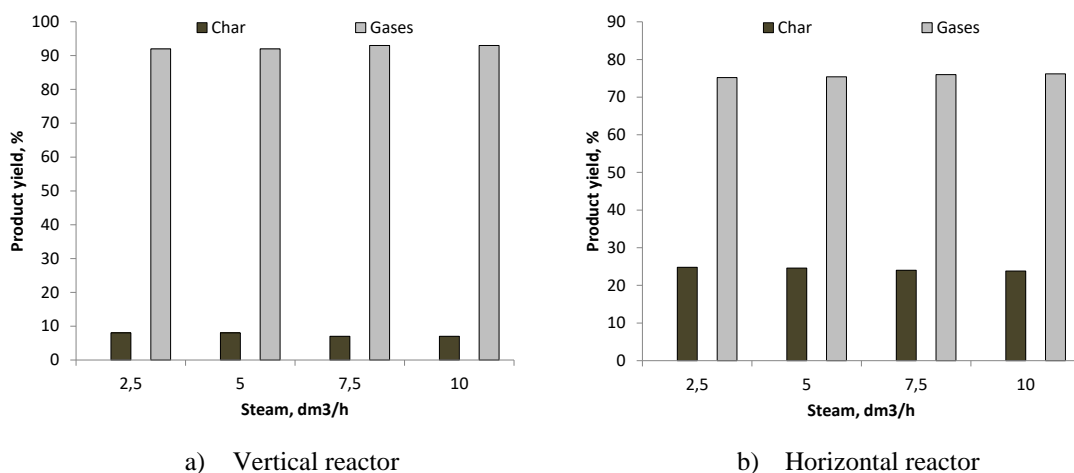 Char Gases
100
90
80
70
60
50
40
30
20
10
0
Product yield, %
2,5 5 7,5 10
Steam, dm3/h
a) Vertical reactor
Char Gases
90
80
70
60
50
40
30
20
10
0
Product yield, %
2,5 5 7,5 10
Steam, dm3/h
b) Horizontal reactor